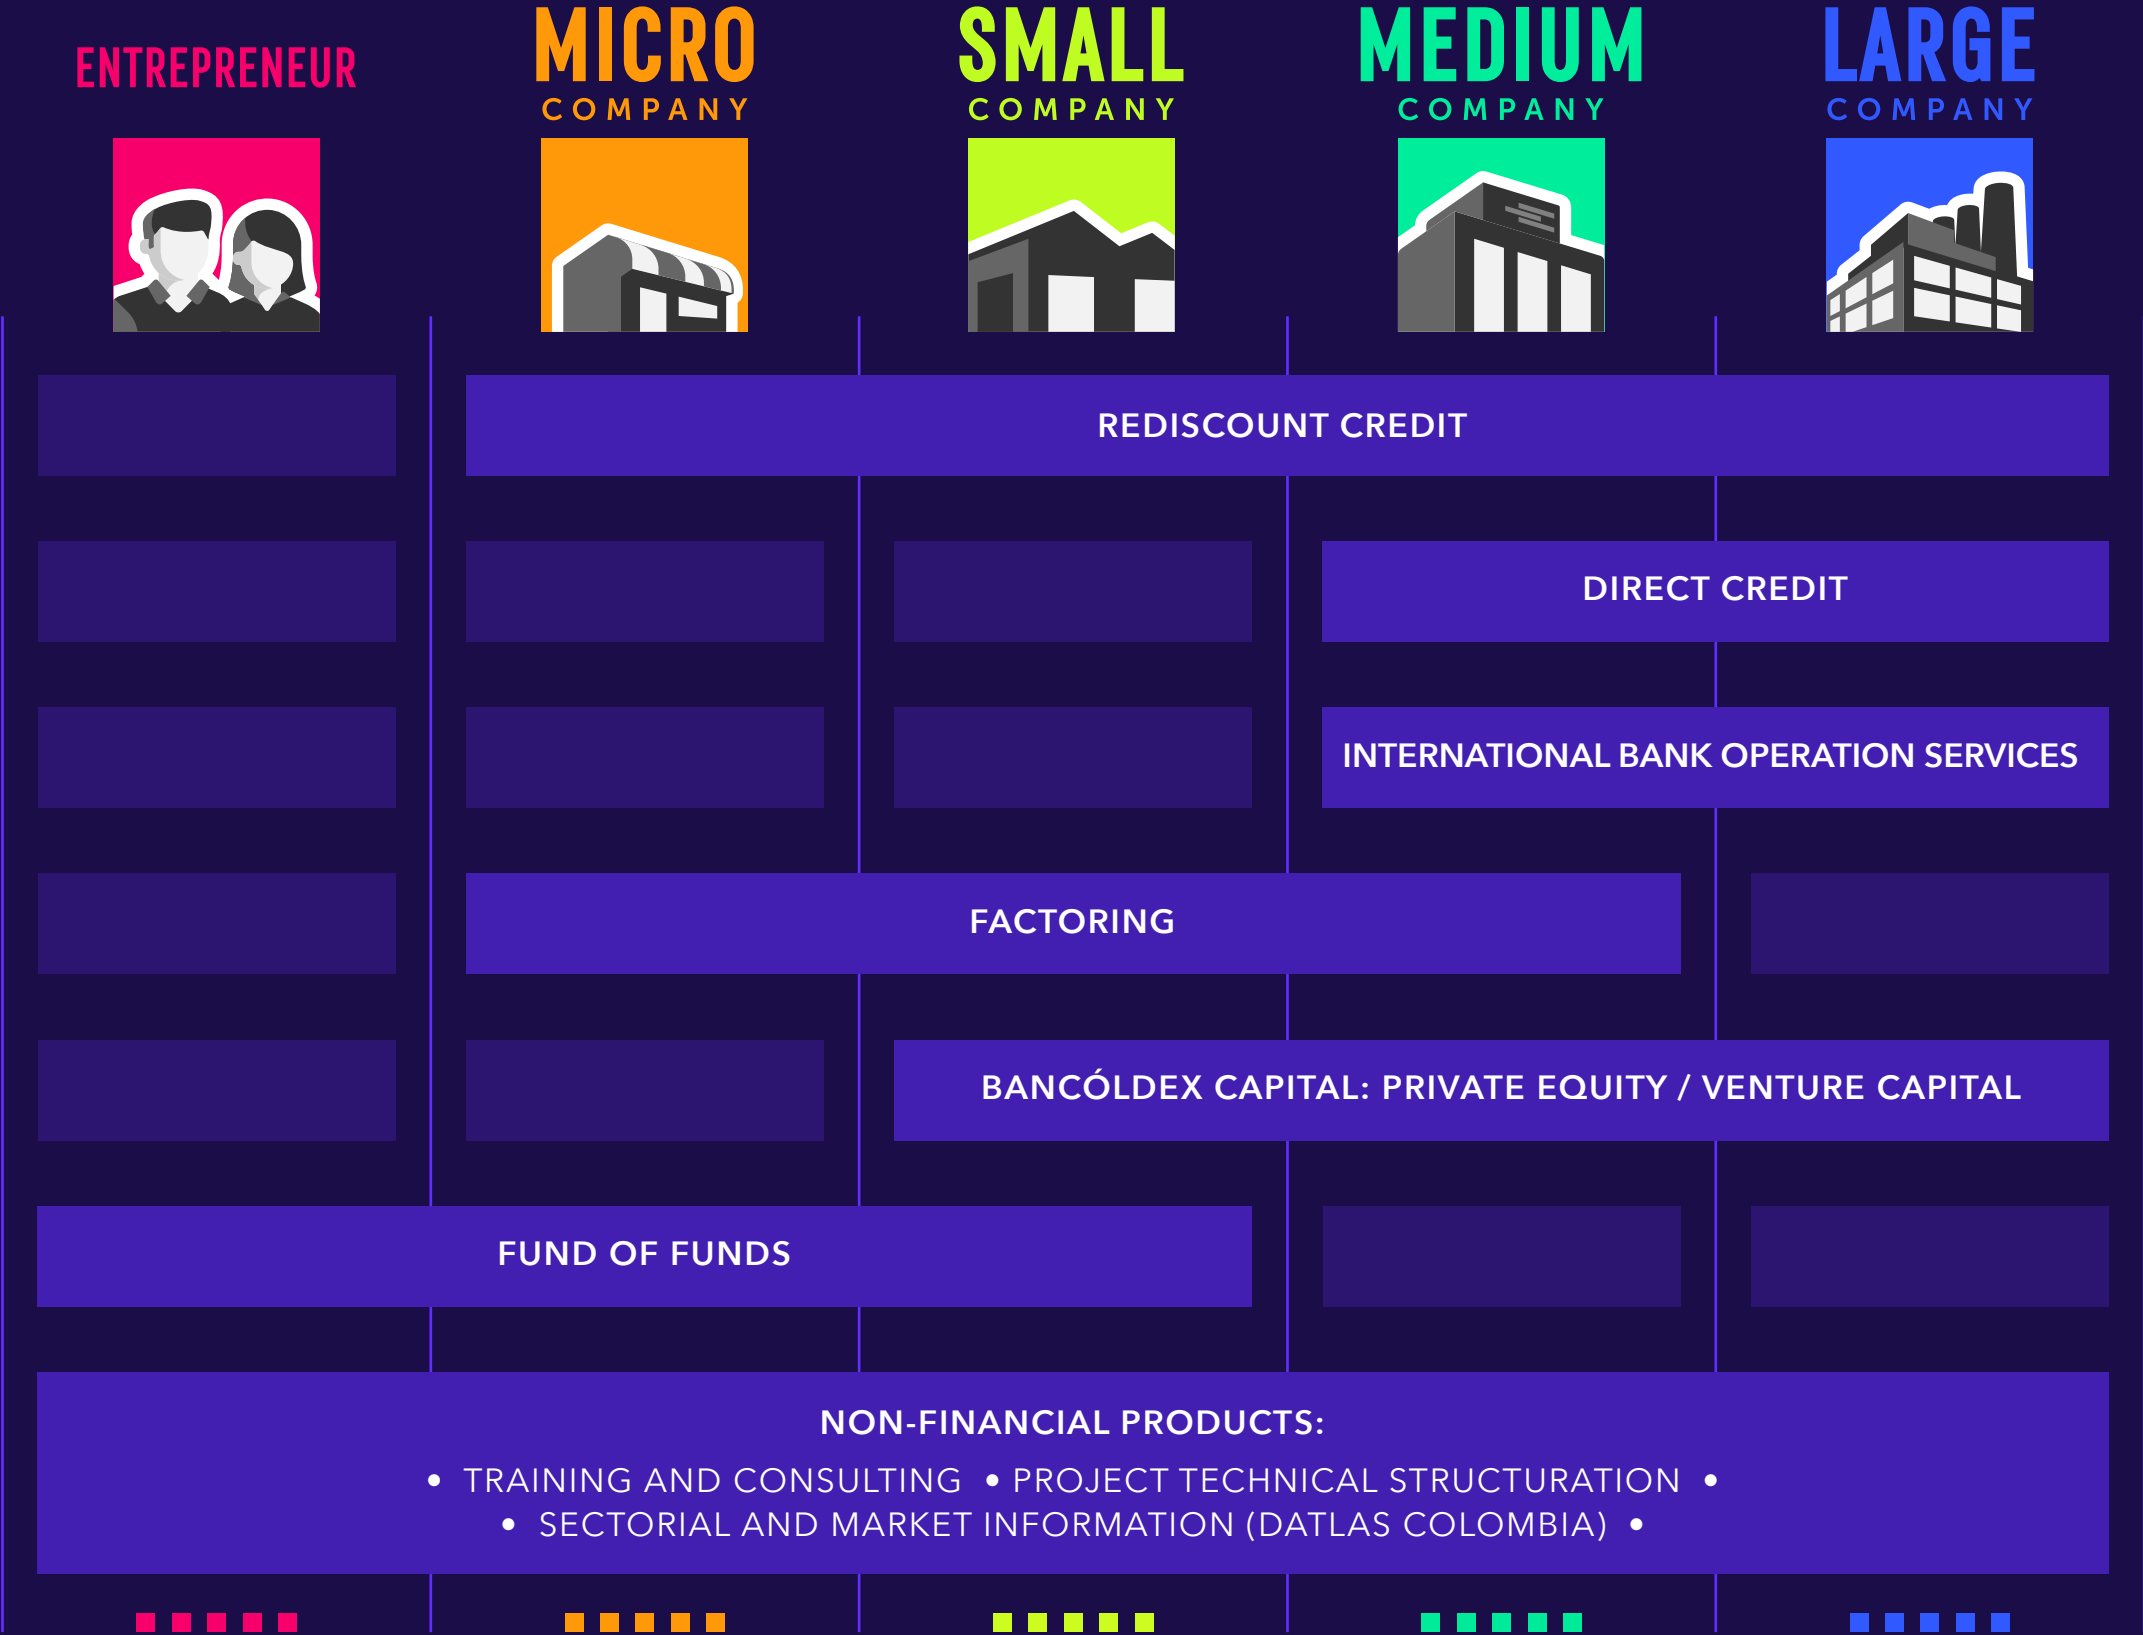 ENTREPRENEUR
MICRO
COMPANY
SMALL
COMPANY
MEDIUM
COMPANY
LARGE
COMPANY
REDISCOUNT CREDIT
DIRECT CREDIT
INTERNATIONAL BANK OPERATION SERVICES
FACTORING
BANCÓLDEX CAPITAL: PRIVATE EQUITY / VENTURE CAPITAL
FUND OF FUNDS
NON-FINANCIAL PRODUCTS:
• TRAINING AND CONSULTING • PROJECT TECHNICAL STRUCTURATION •
• SECTORIAL AND MARKET INFORMATION (DATLAS COLOMBIA) •